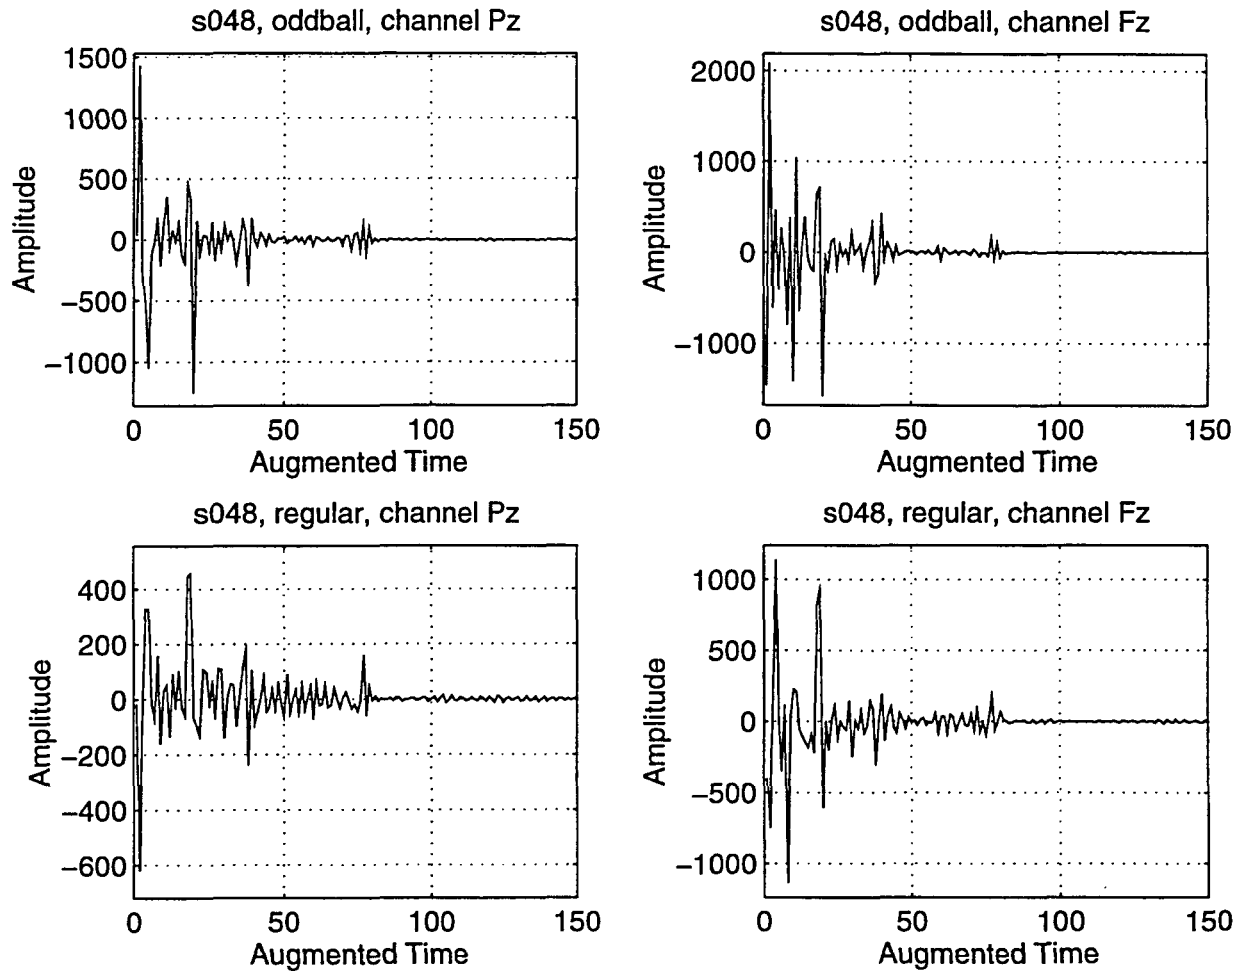 s048, oddball, channel Pz
1500
1000
500
0
−500
−1000
Amplitude
0 50 100 150
Augmented Time
s048, oddball, channel Fz
2000
1000
0
−1000
Amplitude
0 50 100 150
Augmented Time
s048, regular, channel Pz
400
200
0
−200
−400
−600
Amplitude
0 50 100 150
Augmented Time
s048, regular, channel Fz
1000
500
0
−500
−1000
Amplitude
0 50 100 150
Augmented Time